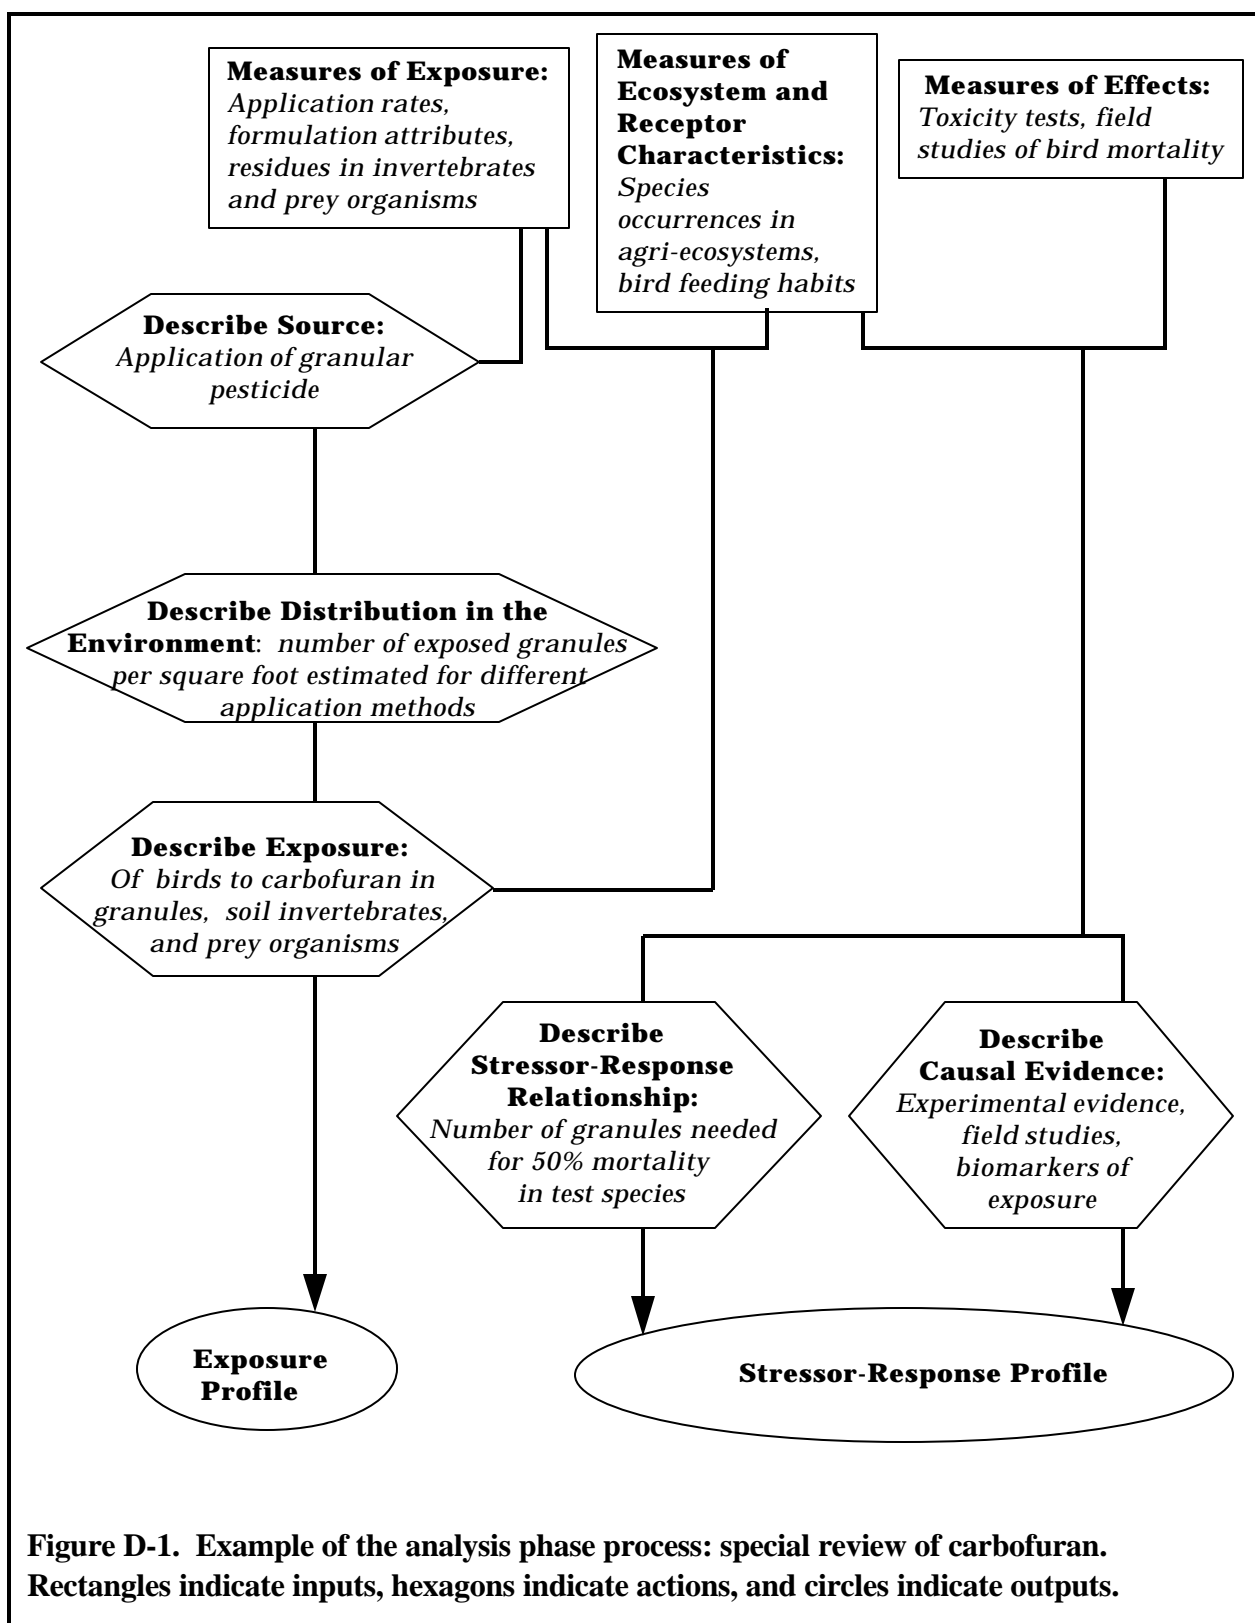 Measures of Exposure:
Application rates,
formulation attributes,
residues in invertebrates
and prey organisms
Measures of
Ecosystem and
Receptor
Characteristics:
Species
occurrences in
agri-ecosystems,
bird feeding habits
Measures of Effects:
Toxicity tests, field
studies of bird mortality
Describe Source:
Application of granular
pesticide
Describe Distribution in the
Environment: number of exposed granules
per square foot estimated for different
application methods
Describe Exposure:
Of birds to carbofuran in
granules, soil invertebrates,
and prey organisms
Describe
Stressor-Response
Relationship:
Number of granules needed
for 50% mortality
in test species
Describe
Causal Evidence:
Experimental evidence,
field studies,
biomarkers of
exposure
Exposure
Profile
Stressor-Response Profile
Figure D-1. Example of the analysis phase process: special review of carbofuran.
Rectangles indicate inputs, hexagons indicate actions, and circles indicate outputs.